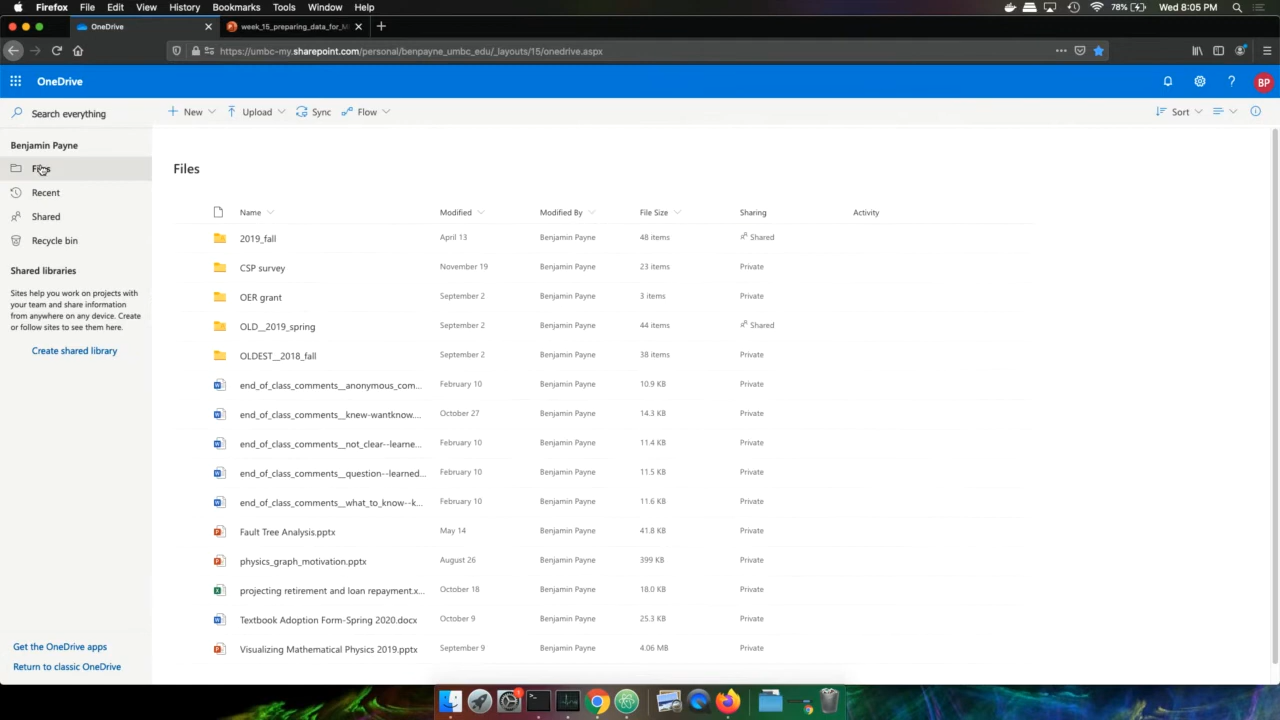 Firefox File Edit View History Bookmarks Tools Window Help 78% Wed 8:05 PM
OneDrive week_15_preparing_data_for_M
https://umbc-my.sharepoint.com/personal/benpayne_umbc_edu/_layouts/15/onedrive.aspx
OneDrive ? BP
Search everything + New Upload Sync Flow Sort
Benjamin Payne
Files
Recent
Shared
Recycle bin
Shared libraries
Sites help you work on projects with
your team and share information
from anywhere on any device. Create
or follow sites to see them here.
Create shared library
Get the OneDrive apps
Return to classic OneDrive
Files
Name Modified Modified By File Size Sharing Activity
2019_fall April 13 Benjamin Payne 48 items Shared
CSP survey November 19 Benjamin Payne 23 items Private
OER grant September 2 Benjamin Payne 3 items Private
OLD__2019_spring September 2 Benjamin Payne 44 items Shared
OLDEST__2018_fall September 2 Benjamin Payne 38 items Private
end_of_class_comments__anonymous_com... February 10 Benjamin Payne 10.9 KB Private
end_of_class_comments__knew-wantknow.... October 27 Benjamin Payne 14.3 KB Private
end_of_class_comments__not_clear--learne... February 10 Benjamin Payne 11.4 KB Private
end_of_class_comments__question--learned... February 10 Benjamin Payne 11.5 KB Private
end_of_class_comments__what_to_know--k... February 10 Benjamin Payne 11.6 KB Private
Fault Tree Analysis.pptx May 14 Benjamin Payne 41.8 KB Private
physics_graph_motivation.pptx August 26 Benjamin Payne 399 KB Private
projecting retirement and loan repayment.x... October 18 Benjamin Payne 18.0 KB Private
Textbook Adoption Form-Spring 2020.docx October 9 Benjamin Payne 25.3 KB Private
Visualizing Mathematical Physics 2019.pptx September 9 Benjamin Payne 4.06 MB Private